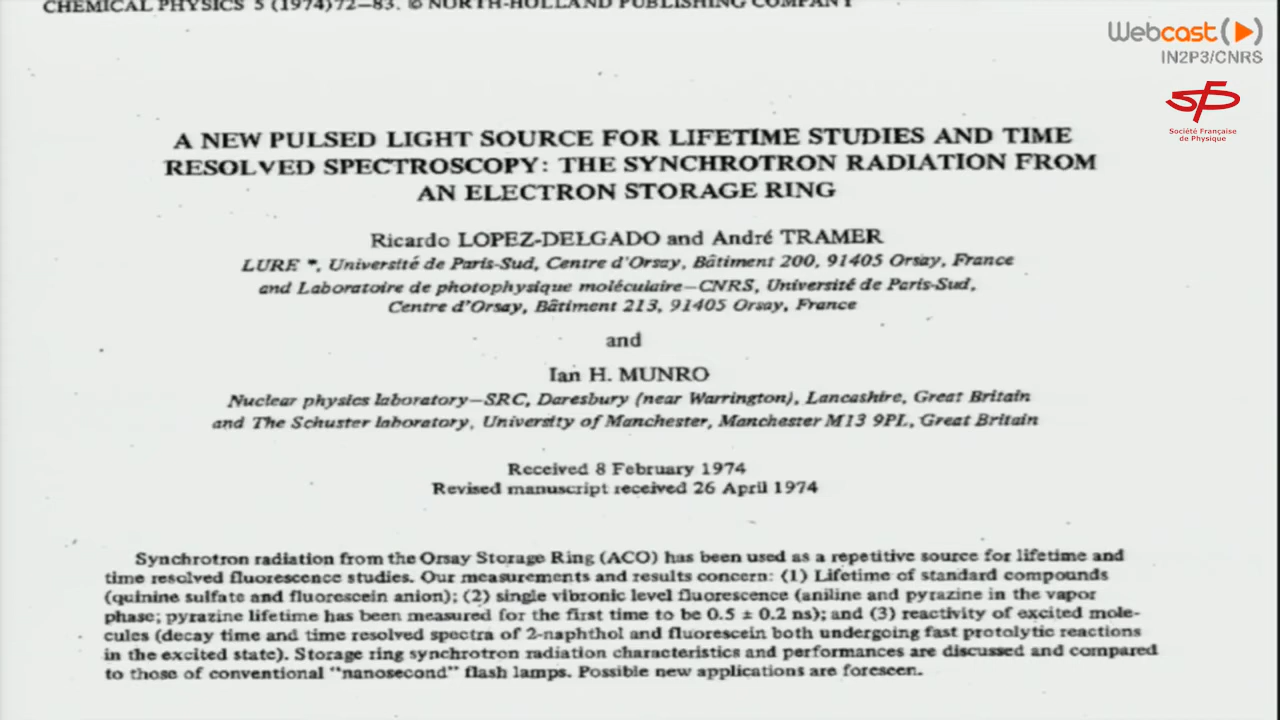 CHEMICAL PHYSICS 5 (1974)72–83. © NORTH-HOLLAND PUBLISHING COMPANY
Webcast
IN2P3/CNRS
SFP
Société Française
de Physique
A NEW PULSED LIGHT SOURCE FOR LIFETIME STUDIES AND TIME
RESOLVED SPECTROSCOPY: THE SYNCHROTRON RADIATION FROM
AN ELECTRON STORAGE RING
Ricardo LOPEZ-DELGADO and André TRAMER
LURE *, Université de Paris-Sud, Centre d'Orsay, Bâtiment 200, 91405 Orsay, France
and Laboratoire de photophysique moléculaire–CNRS, Université de Paris-Sud,
Centre d'Orsay, Bâtiment 213, 91405 Orsay, France
and
Ian H. MUNRO
Nuclear physics laboratory–SRC, Daresbury (near Warrington), Lancashire, Great Britain
and The Schuster laboratory, University of Manchester, Manchester M13 9PL, Great Britain
Received 8 February 1974
Revised manuscript received 26 April 1974
Synchrotron radiation from the Orsay Storage Ring (ACO) has been used as a repetitive source for lifetime and
time resolved fluorescence studies. Our measurements and results concern: (1) Lifetime of standard compounds
(quinine sulfate and fluorescein anion); (2) single vibronic level fluorescence (aniline and pyrazine in the vapor
phase; pyrazine lifetime has been measured for the first time to be 0.5 ± 0.2 ns); and (3) reactivity of excited mole-
cules (decay time and time resolved spectra of 2-naphthol and fluorescein both undergoing fast protolytic reactions
in the excited state). Storage ring synchrotron radiation characteristics and performances are discussed and compared
to those of conventional "nanosecond" flash lamps. Possible new applications are foreseen.